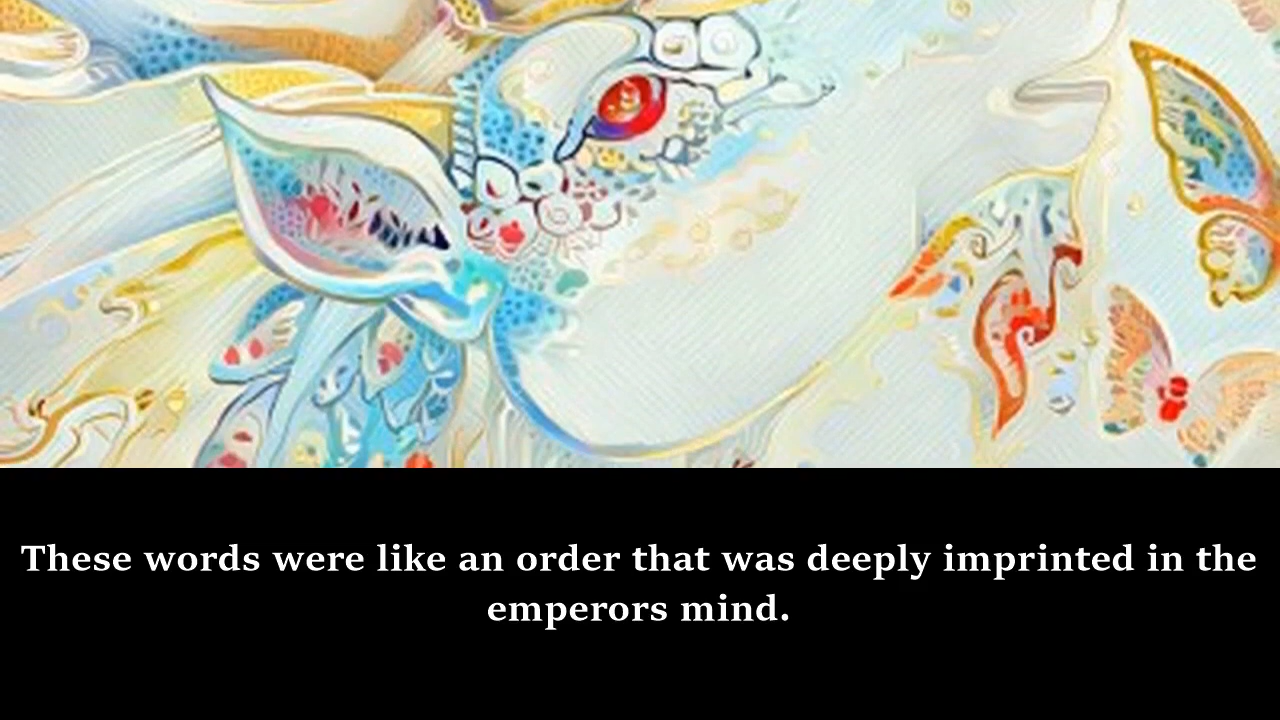 These words were like an order that was deeply imprinted in the
emperors mind.